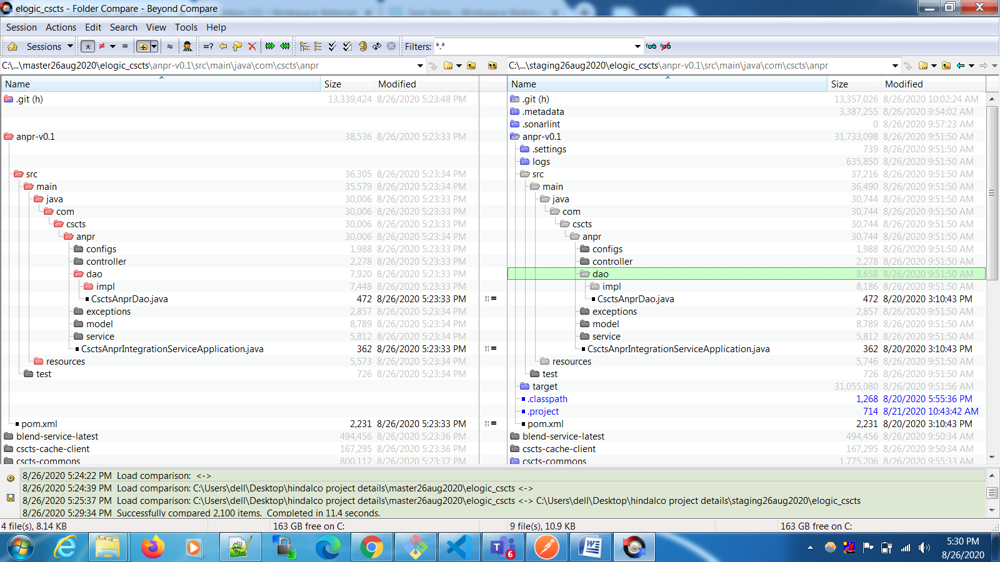 elogic_cscts - Folder Compare - Beyond Compare
Session Actions Edit Search View Tools Help
Sessions Filters: *.*
C:\...\master26aug2020\elogic_cscts\anpr-v0.1\src\main\java\com\cscts\anpr C:\...\staging26aug2020\elogic_cscts\anpr-v0.1\src\main\java\com\cscts\anpr
Name Size Modified Name Size Modified
.git (h) 13,339,424 8/26/2020 5:23:48 PM .git (h) 13,357,026 8/26/2020 10:02:24 AM
.metadata 3,387,255 8/26/2020 9:54:02 AM
.sonarlint 0 8/26/2020 9:57:23 AM
anpr-v0.1 38,536 8/26/2020 5:23:33 PM anpr-v0.1 31,733,098 8/26/2020 9:51:50 AM
.settings 739 8/26/2020 9:51:50 AM
logs 635,850 8/26/2020 9:51:50 AM
src 36,305 8/26/2020 5:23:34 PM src 37,216 8/26/2020 9:51:50 AM
main 35,579 8/26/2020 5:23:34 PM main 36,490 8/26/2020 9:51:50 AM
java 30,006 8/26/2020 5:23:33 PM java 30,744 8/26/2020 9:51:50 AM
com 30,006 8/26/2020 5:23:33 PM com 30,744 8/26/2020 9:51:50 AM
cscts 30,006 8/26/2020 5:23:33 PM cscts 30,744 8/26/2020 9:51:50 AM
anpr 30,006 8/26/2020 5:23:34 PM anpr 30,744 8/26/2020 9:51:50 AM
configs 1,988 8/26/2020 5:23:33 PM configs 1,988 8/26/2020 9:51:50 AM
controller 2,278 8/26/2020 5:23:33 PM controller 2,278 8/26/2020 9:51:50 AM
dao 7,920 8/26/2020 5:23:33 PM dao 8,658 8/26/2020 9:51:50 AM
impl 7,448 8/26/2020 5:23:33 PM impl 8,186 8/26/2020 9:51:50 AM
CsctsAnprDao.java 472 8/26/2020 5:23:33 PM = CsctsAnprDao.java 472 8/20/2020 3:10:43 PM
exceptions 2,857 8/26/2020 5:23:33 PM exceptions 2,857 8/26/2020 9:51:50 AM
model 8,789 8/26/2020 5:23:33 PM model 8,789 8/26/2020 9:51:50 AM
service 5,812 8/26/2020 5:23:34 PM service 5,812 8/26/2020 9:51:50 AM
CsctsAnprIntegrationServiceApplication.java 362 8/26/2020 5:23:33 PM = CsctsAnprIntegrationServiceApplication.java 362 8/20/2020 3:10:43 PM
resources 5,573 8/26/2020 5:23:34 PM resources 5,746 8/26/2020 9:51:50 AM
test 726 8/26/2020 5:23:34 PM test 726 8/26/2020 9:51:50 AM
target 31,055,080 8/26/2020 9:51:56 AM
.classpath 1,268 8/20/2020 5:55:36 PM
.project 714 8/21/2020 10:43:42 AM
pom.xml 2,231 8/26/2020 5:23:33 PM = pom.xml 2,231 8/20/2020 3:10:43 PM
blend-service-latest 494,456 8/26/2020 5:23:36 PM blend-service-latest 494,456 8/26/2020 9:50:34 AM
cscts-cache-client 167,295 8/26/2020 5:23:36 PM cscts-cache-client 167,295 8/26/2020 9:50:34 AM
cscts-commons 800,112 8/26/2020 5:23:37 PM cscts-commons 1,775,206 8/26/2020 9:55:33 AM
8/26/2020 5:24:22 PM Load comparison: <->
8/26/2020 5:24:39 PM Load comparison: C:\Users\dell\Desktop\hindalco project details\master26aug2020\elogic_cscts <->
8/26/2020 5:25:37 PM Load comparison: C:\Users\dell\Desktop\hindalco project details\master26aug2020\elogic_cscts <-> C:\Users\dell\Desktop\hindalco project details\staging26aug2020\elogic_cscts
8/26/2020 5:29:34 PM Successfully compared 2,100 items. Completed in 11.4 seconds.
4 file(s), 8.14 KB 163 GB free on C: 9 file(s), 10.9 KB 163 GB free on C:
6
5:30 PM
8/26/2020